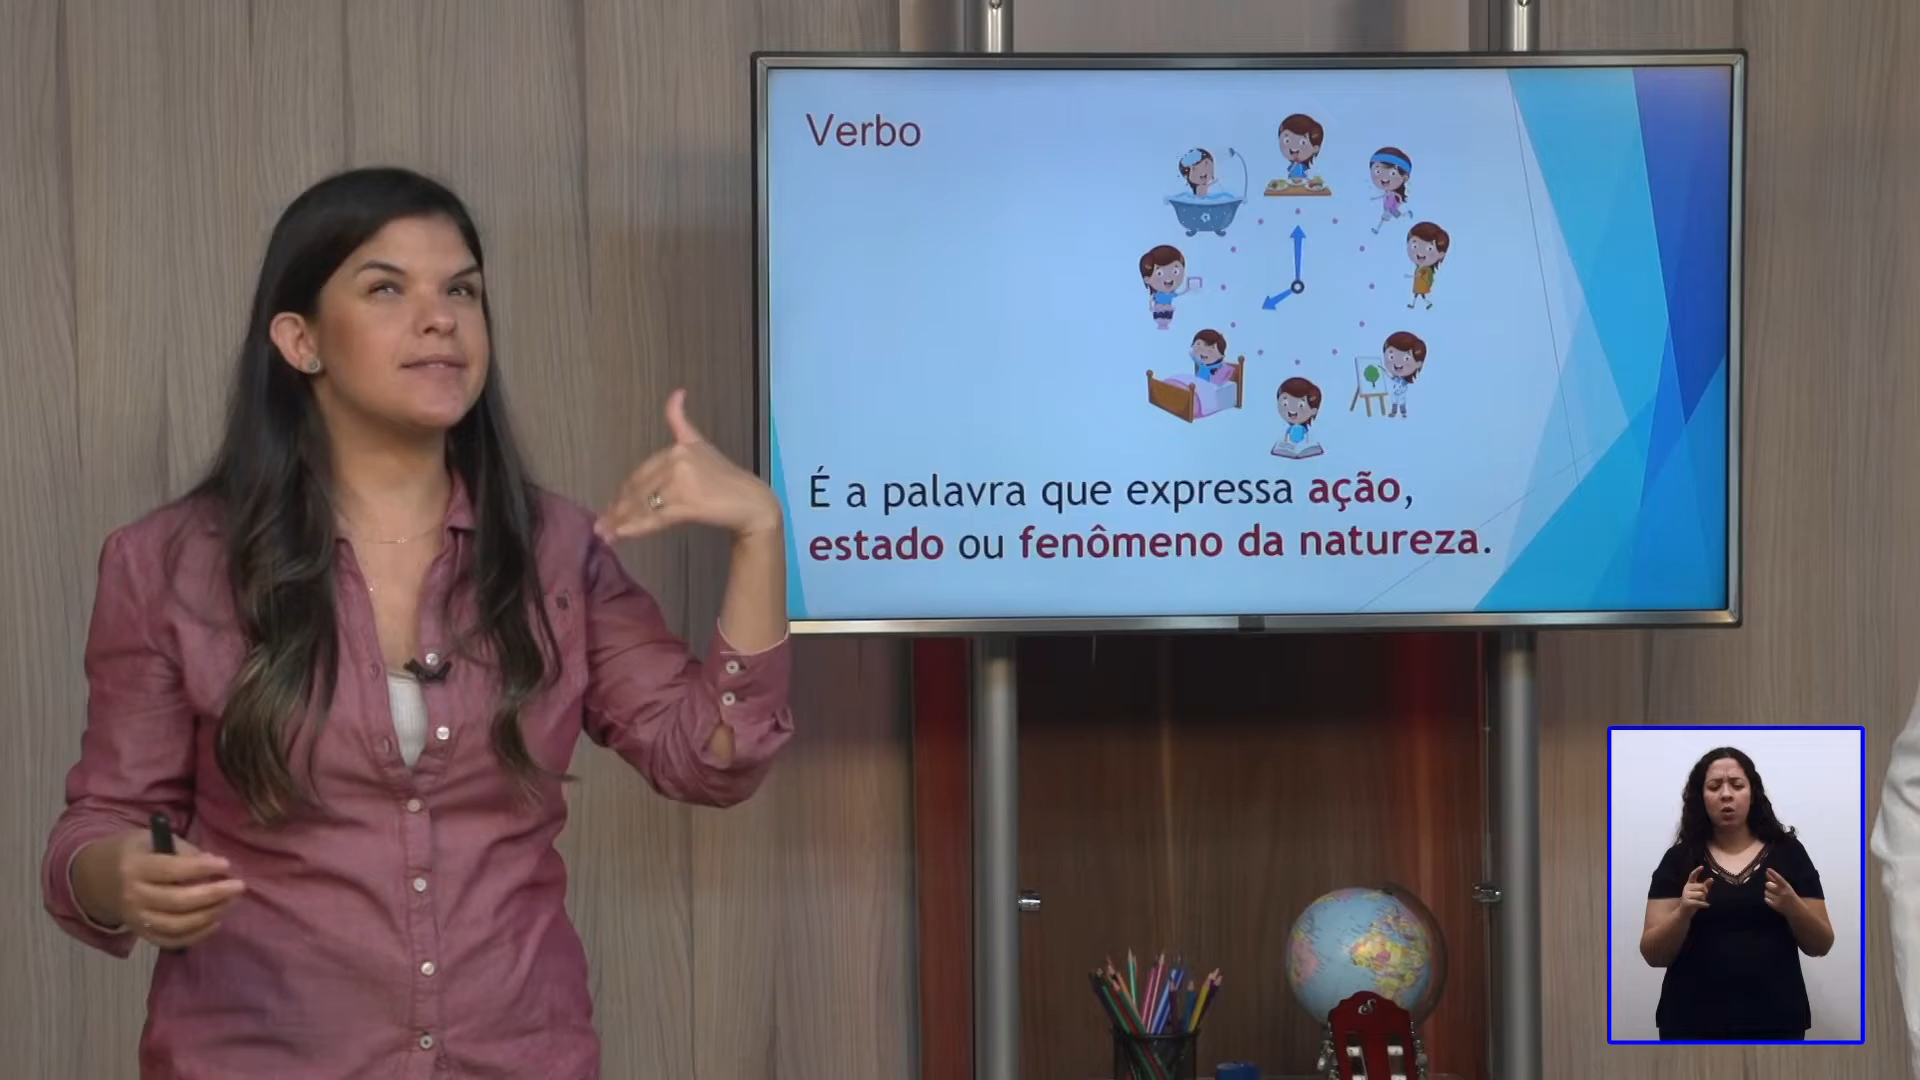 Verbo
É a palavra que expressa ação,
estado ou fenômeno da natureza.